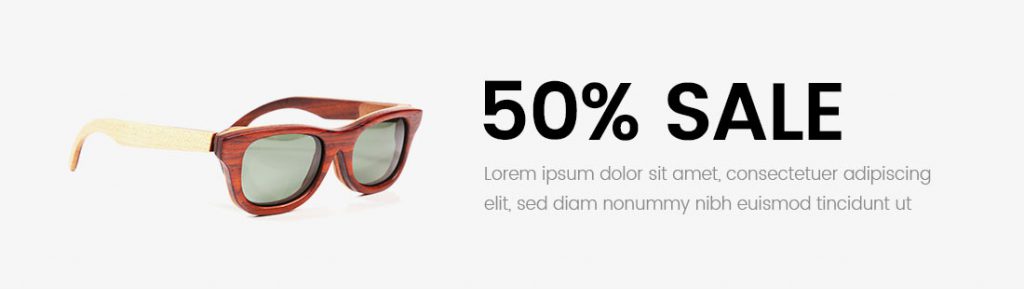 50% SALE
Lorem ipsum dolor sit amet, consectetuer adipiscing
elit, sed diam nonummy nibh euismod tincidunt ut